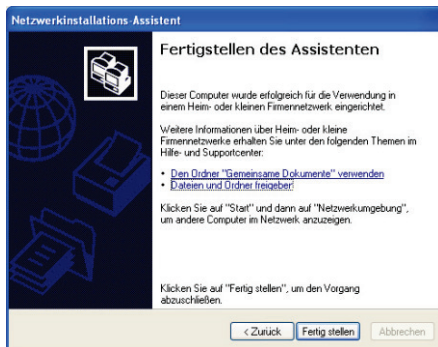 Netzwerkinstallations-Assistent
Fertigstellen des Assistenten
Dieser Computer wurde erfolgreich für die Verwendung in
einem Heim- oder kleinen Firmennetzwerk eingerichtet.
Weitere Informationen über Heim- oder kleine
Firmennetzwerke erhalten Sie unter den folgenden Themen im
Hilfe- und Supportcenter:
• Den Ordner "Gemeinsame Dokumente" verwenden
• Dateien und Ordner freigeben
Klicken Sie auf "Start" und dann auf "Netzwerkumgebung",
um andere Computer im Netzwerk anzuzeigen.
Klicken Sie auf "Fertig stellen", um den Vorgang
abzuschließen.
< Zurück Fertig stellen Abbrechen